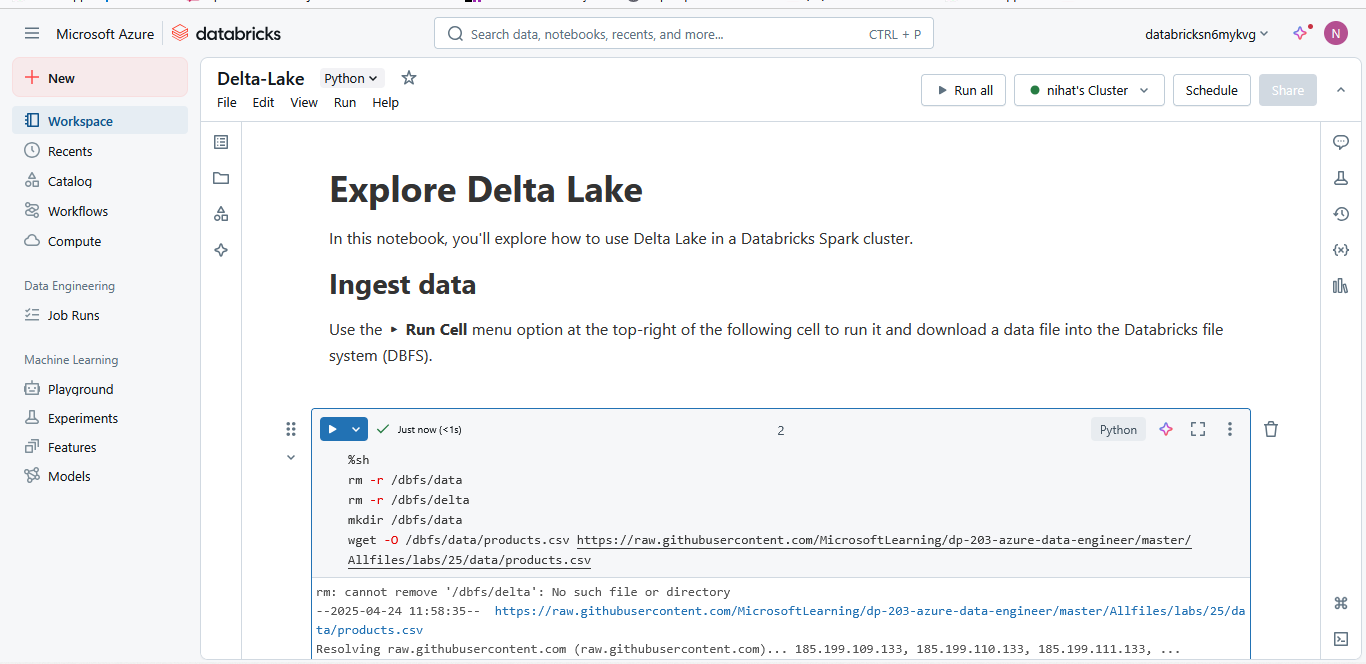 Microsoft Azure
databricks
Search data, notebooks, recents, and more...
CTRL + P
databricksn6mykvg
N
New
Workspace
Recents
Catalog
Workflows
Compute
Data Engineering
Job Runs
Machine Learning
Playground
Experiments
Features
Models
Delta-Lake
Python
File Edit View Run Help
Run all
nihat's Cluster
Schedule
Share
Explore Delta Lake
In this notebook, you'll explore how to use Delta Lake in a Databricks Spark cluster.
Ingest data
Use the ▸ Run Cell menu option at the top-right of the following cell to run it and download a data file into the Databricks file
system (DBFS).
Just now (<1s)
2
Python
%sh
rm -r /dbfs/data
rm -r /dbfs/delta
mkdir /dbfs/data
wget -O /dbfs/data/products.csv https://raw.githubusercontent.com/MicrosoftLearning/dp-203-azure-data-engineer/master/
Allfiles/labs/25/data/products.csv
rm: cannot remove '/dbfs/delta': No such file or directory
--2025-04-24 11:58:35-- https://raw.githubusercontent.com/MicrosoftLearning/dp-203-azure-data-engineer/master/Allfiles/labs/25/da
ta/products.csv
Resolving raw.githubusercontent.com (raw.githubusercontent.com)... 185.199.109.133, 185.199.110.133, 185.199.111.133, ...